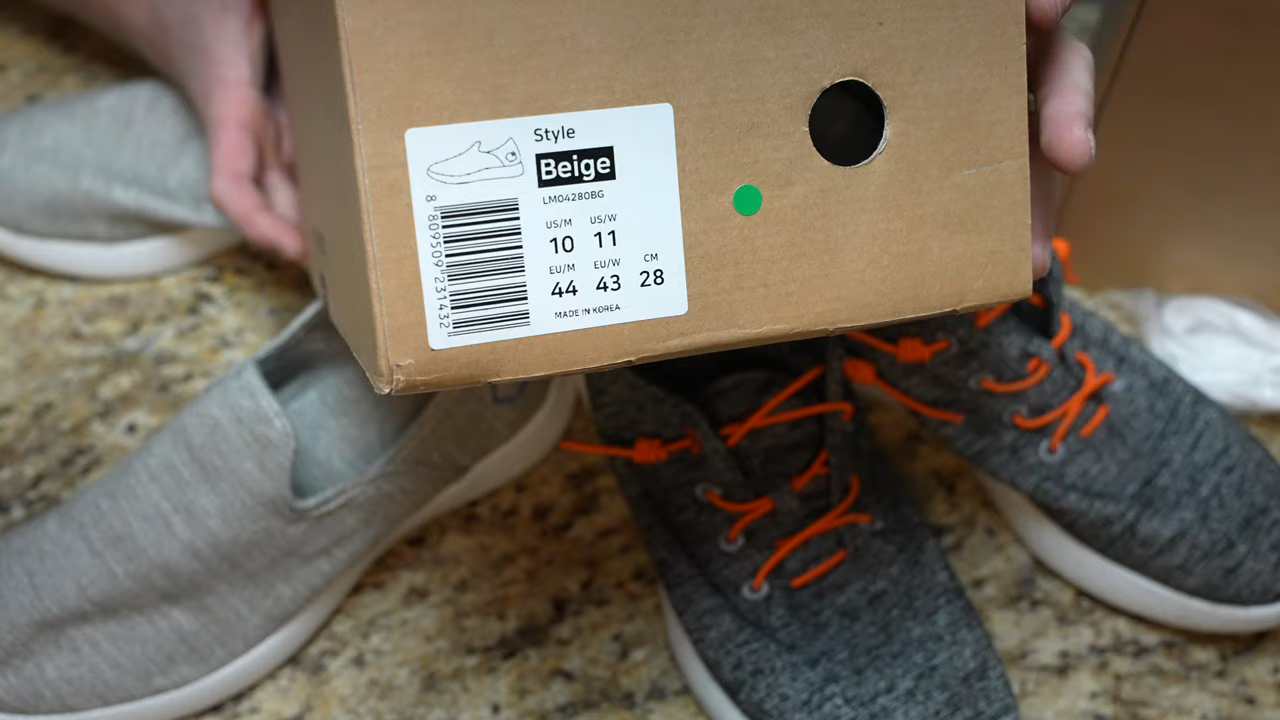 Style
Beige
LM04280BG
US/M US/W
10 11
EU/M EU/W CM
44 43 28
MADE IN KOREA
8 809509 231432